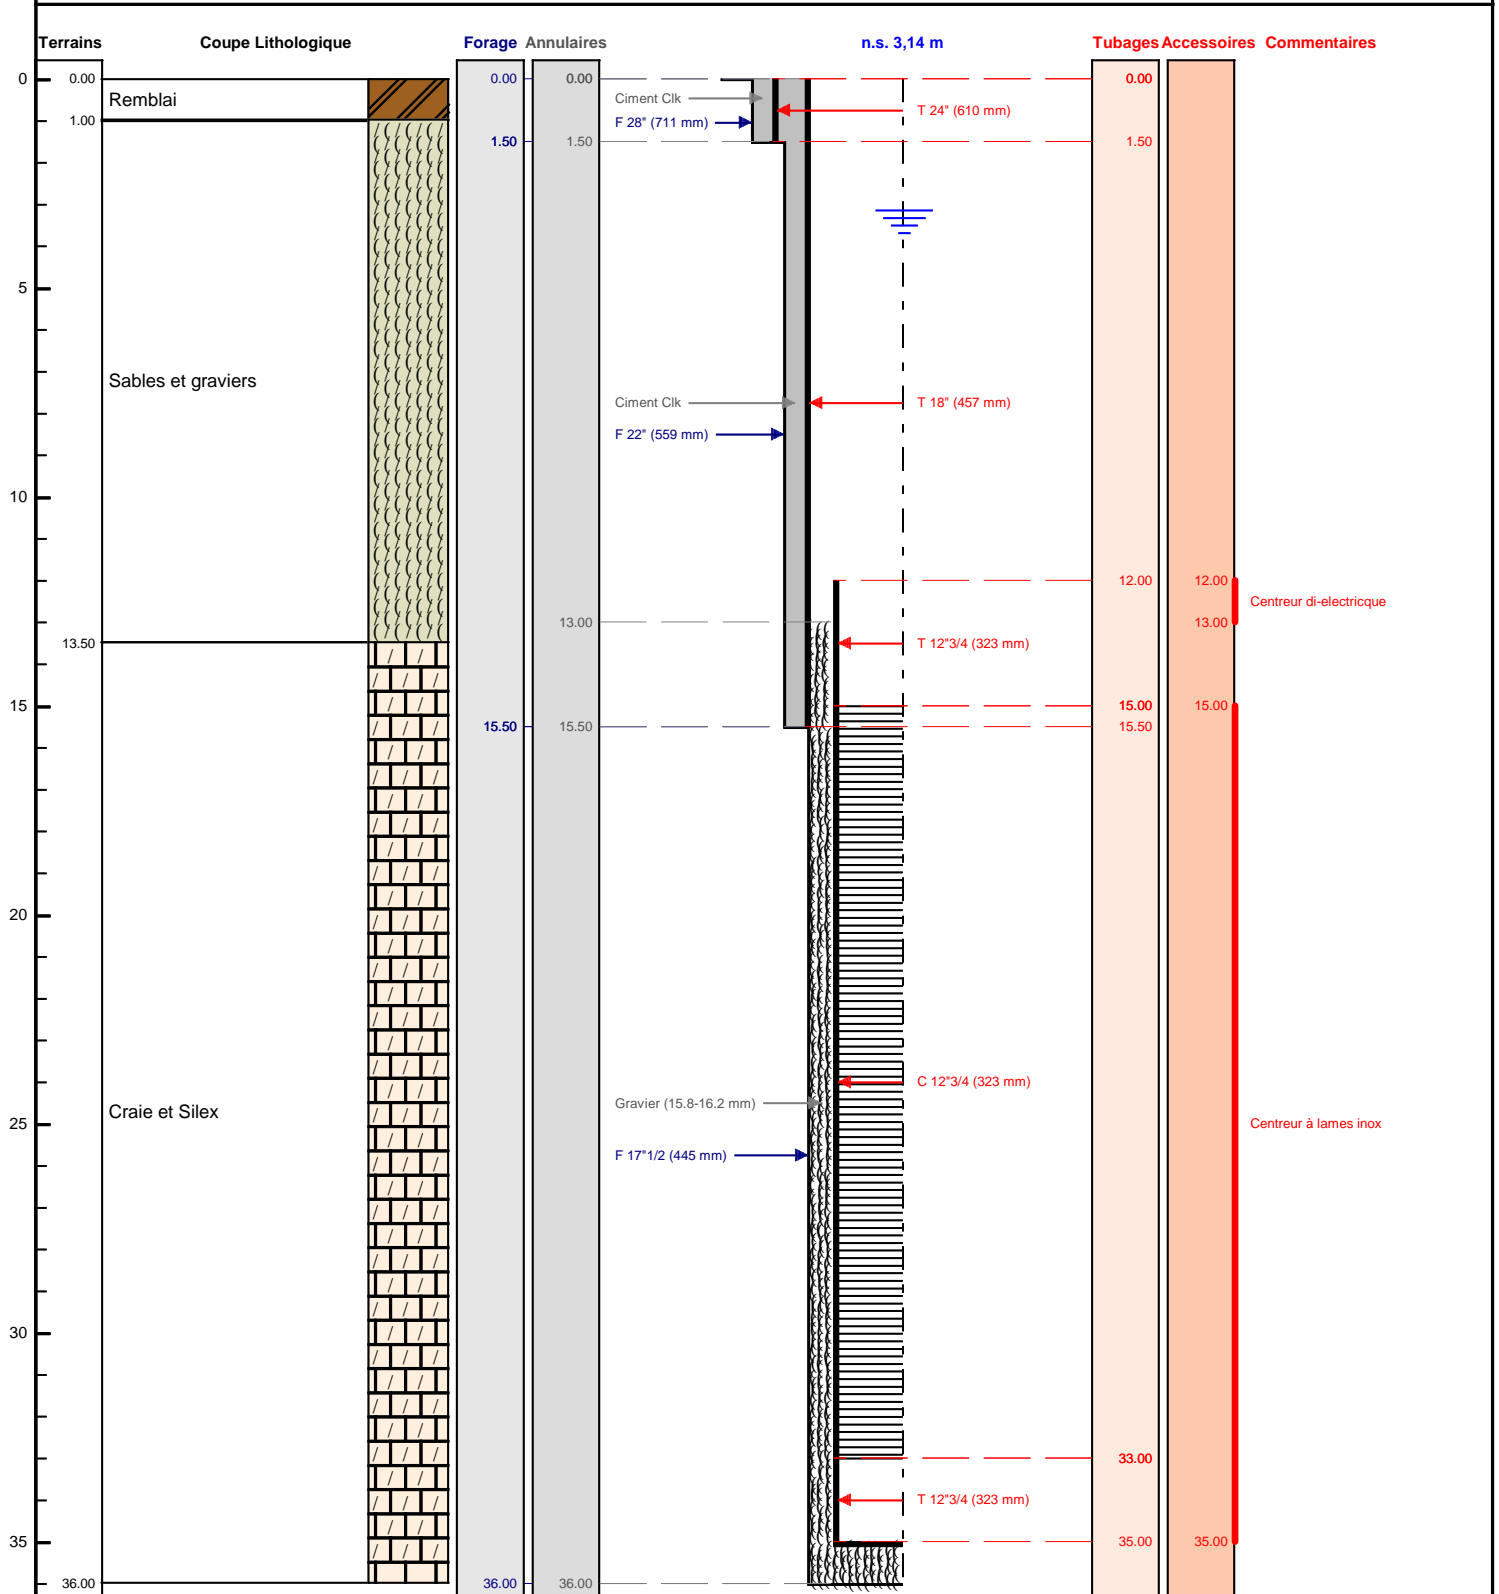 Terrains Coupe Lithologique Forage Annulaires n.s. 3,14 m Tubages Accessoires Commentaires
0 0.00 0.00 0.00 0.00
Remblai Ciment Clk T 24" (610 mm)
1.00 F 28" (711 mm)
1.50 1.50 1.50
5
Sables et graviers
Ciment Clk T 18" (457 mm)
F 22" (559 mm)
10
12.00 12.00
Centreur di-electricque
13.00 13.00
13.50 T 12"3/4 (323 mm)
15 15.00 15.00
15.50 15.50 15.50
20
C 12"3/4 (323 mm)
Gravier (15.8-16.2 mm)
Craie et Silex
25 Centreur à lames inox
F 17"1/2 (445 mm)
30
33.00
T 12"3/4 (323 mm)
35 35.00 35.00
36.00 36.00 36.00